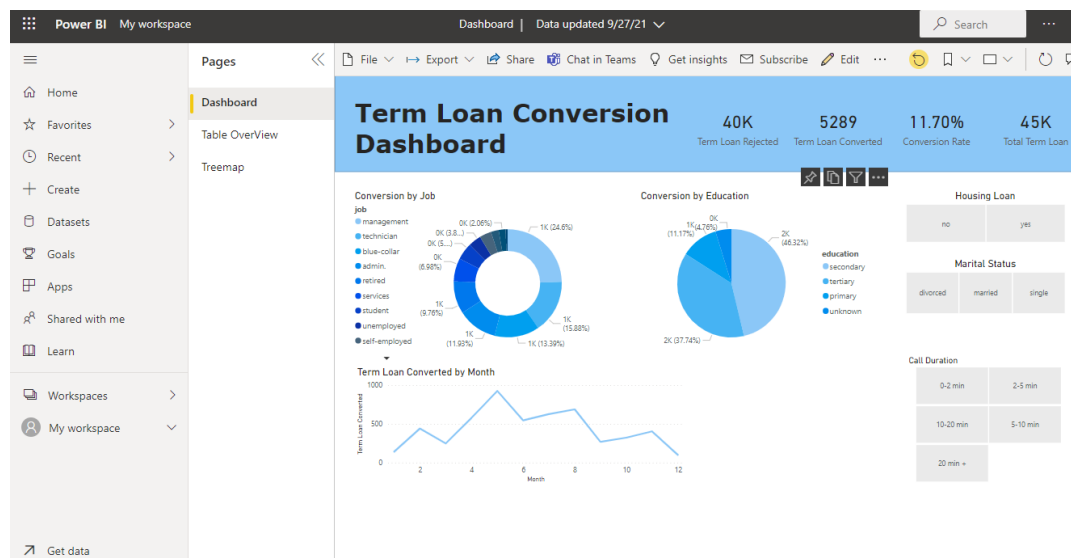 Power BI My workspace Dashboard | Data updated 9/27/21 Search ...
Home
Favorites
Recent
Create
Datasets
Goals
Apps
Shared with me
Learn
Workspaces
My workspace
Get data
Pages
Dashboard
Table OverView
Treemap
File Export Share Chat in Teams Get insights Subscribe Edit ...
Term Loan Conversion
Dashboard
40K
Term Loan Rejected
5289
Term Loan Converted
11.70%
Conversion Rate
45K
Total Term Loan
Conversion by Job
job
management
technician
blue-collar
admin.
retired
services
student
unemployed
self-employed
0K (2.06%)
0K (3.8...)
0K (5...)
0K
(6.98%)
1K
(9.76%)
1K
(11.93%)
1K (13.39%)
1K
(15.88%)
1K (24.6%)
Conversion by Education
0K
(4.76%)
1K
(11.17%)
2K
(46.32%)
2K (37.74%)
education
secondary
tertiary
primary
unknown
Housing Loan
no yes
Marital Status
divorced married single
Call Duration
0-2 min 2-5 min
10-20 min 5-10 min
20 min +
Term Loan Converted by Month
Term Loan Converted
1000
500
0
2 4 6 8 10 12
Month